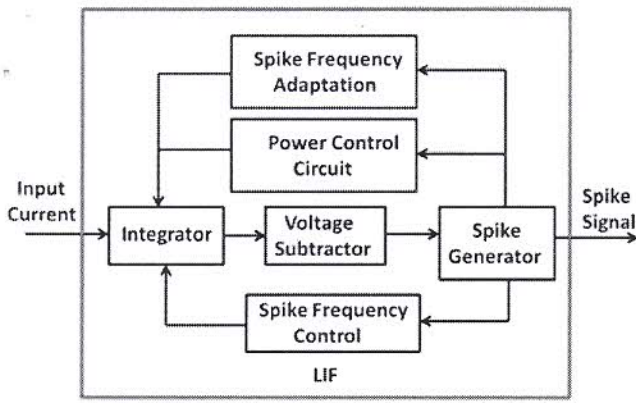 Spike Frequency
Adaptation
Power Control
Circuit
Input
Current
Integrator
Voltage
Subtractor
Spike
Generator
Spike
Signal
Spike Frequency
Control
LIF